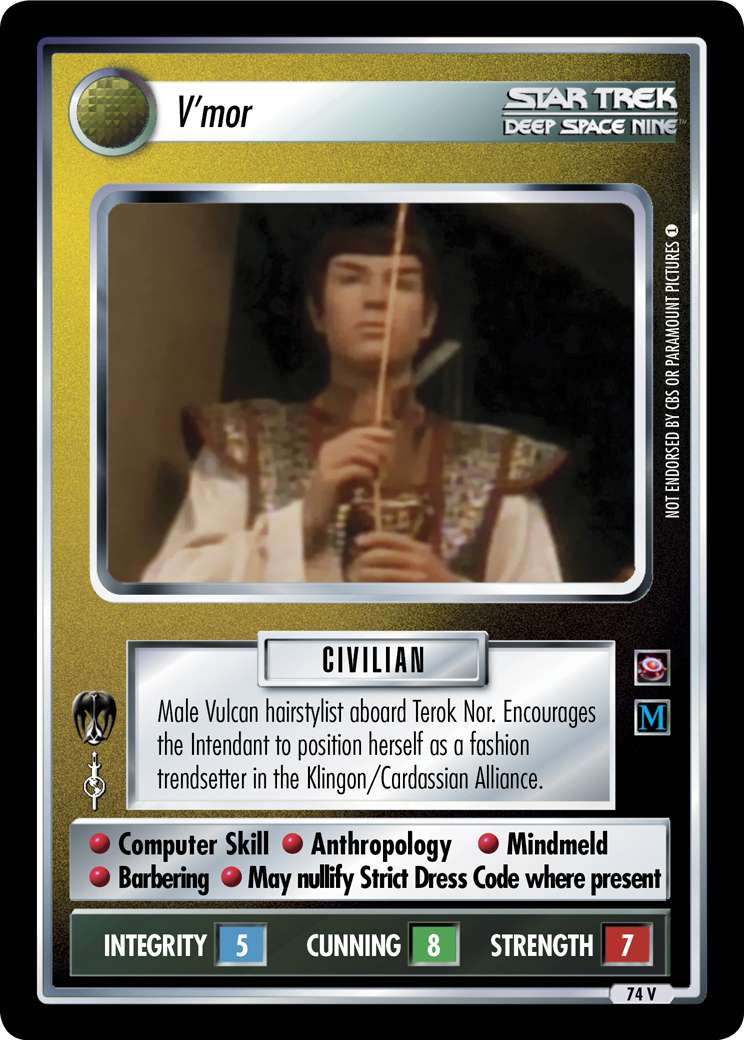 V'mor
STAR TREK
DEEP SPACE NINE™
NOT ENDORSED BY CBS OR PARAMOUNT PICTURES 1
CIVILIAN
Male Vulcan hairstylist aboard Terok Nor. Encourages
the Intendant to position herself as a fashion
trendsetter in the Klingon/Cardassian Alliance.
M
Computer Skill Anthropology Mindmeld
Barbering May nullify Strict Dress Code where present
INTEGRITY 5 CUNNING 8 STRENGTH 7
74 V